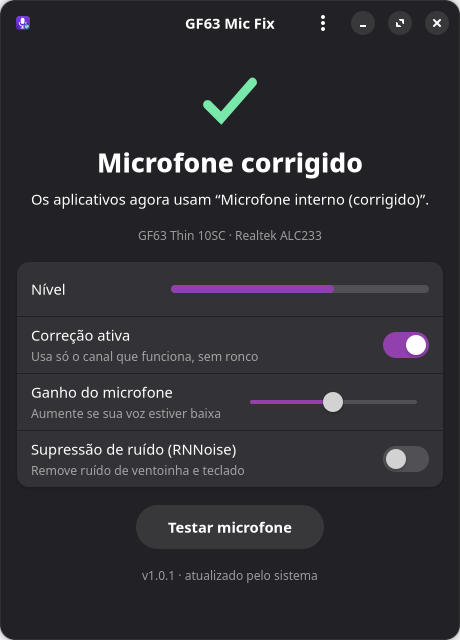 GF63 Mic Fix
Microfone corrigido
Os aplicativos agora usam “Microfone interno (corrigido)”.
GF63 Thin 10SC · Realtek ALC233
Nível
Correção ativa
Usa só o canal que funciona, sem ronco
Ganho do microfone
Aumente se sua voz estiver baixa
Supressão de ruído (RNNoise)
Remove ruído de ventoinha e teclado
Testar microfone
v1.0.1 · atualizado pelo sistema